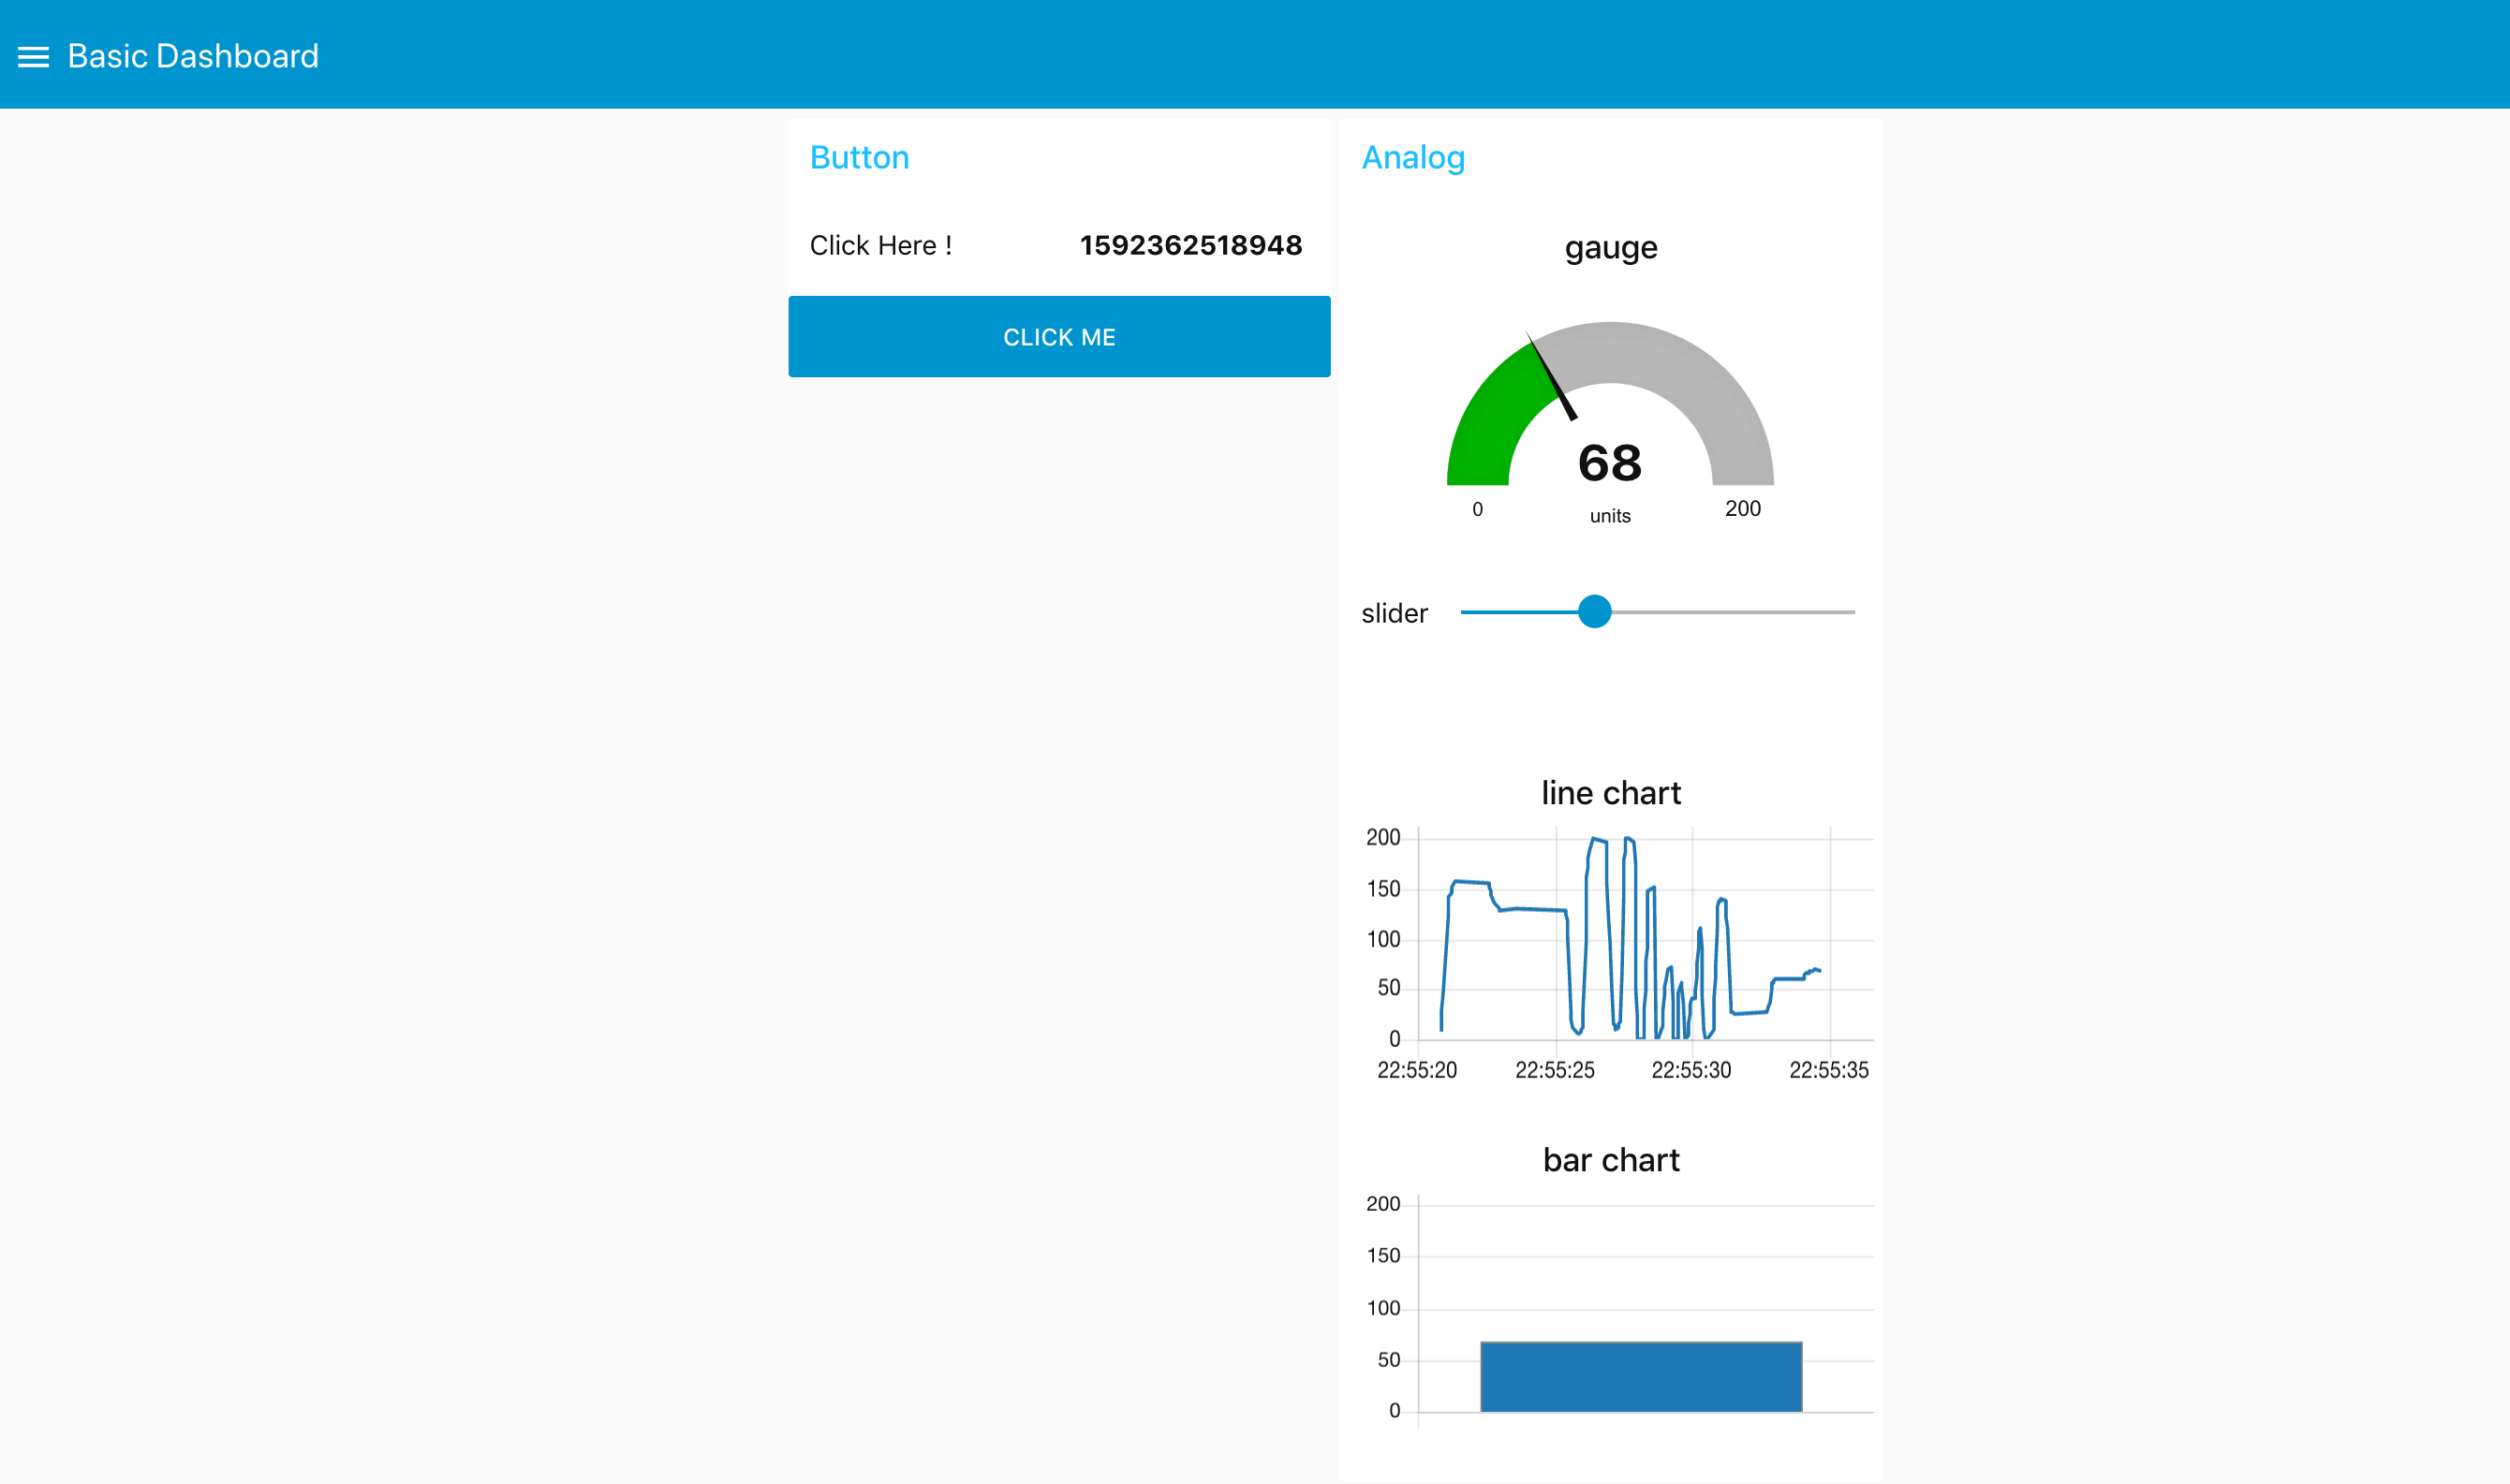 Basic Dashboard
Button
Click Here ! 1592362518948
CLICK ME
Analog
gauge
68
0 units 200
slider
line chart
200
150
100
50
0
22:55:20 22:55:25 22:55:30 22:55:35
bar chart
200
150
100
50
0